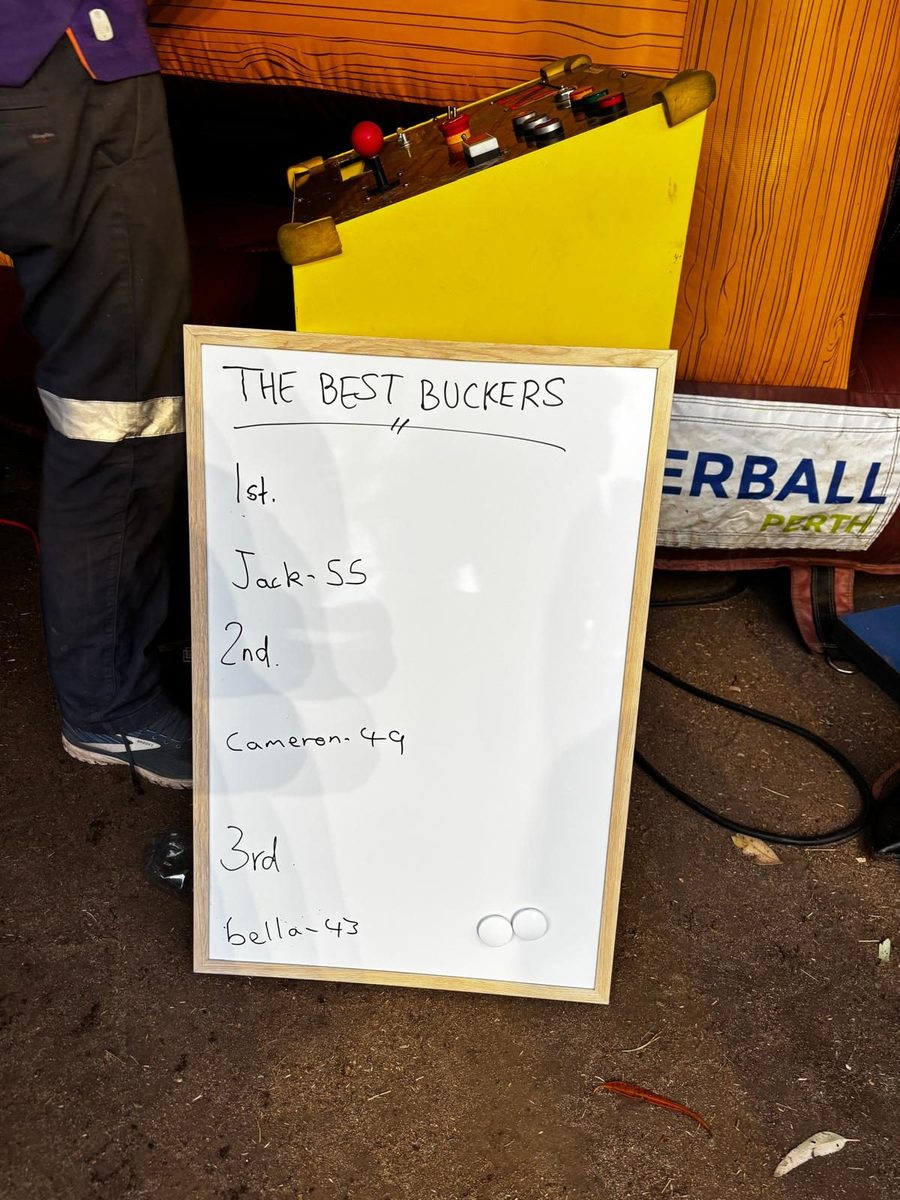 THE BEST BUCKERS
1st.
Jack - 55
2nd.
Cameron - 49
3rd
bella - 43
ERBALL
PERTH